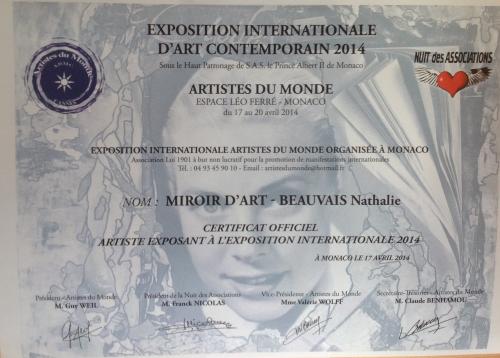 EXPOSITION INTERNATIONALE
D'ART CONTEMPORAIN 2014
Sous le Haut Patronage de S.A.S. le Prince Albert II de Monaco
Artistes du Monde
CANNES
NUIT des ASSOCIATIONS
ARTISTES DU MONDE
ESPACE LÉO FERRÉ - MONACO
du 17 au 20 avril 2014
EXPOSITION INTERNATIONALE ARTISTES DU MONDE ORGANISÉE À MONACO
Association Loi 1901 à but non lucratif pour la promotion de manifestations internationales
Tél. : 04 93 45 90 10 - Email : artistesdumonde@hotmail.fr
NOM : MIROIR D'ART - BEAUVAIS Nathalie
CERTIFICAT OFFICIEL
ARTISTE EXPOSANT À L'EXPOSITION INTERNATIONALE 2014
À MONACO LE 17 AVRIL 2014
Président - Artistes du Monde
M. Guy WEIL
Président de la Nuit des Associations
M. Franck NICOLAS
Vice-Présidente - Artistes du Monde
Mme Valérie WOLFF
Secrétaire-Trésorier - Artistes du Monde
M. Claude BENHAMOU